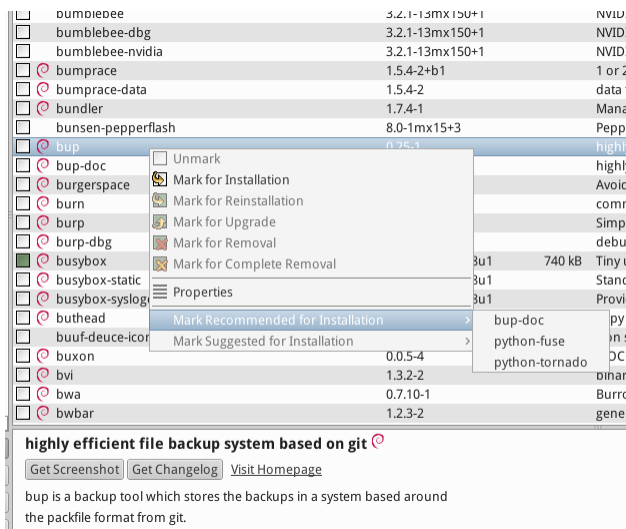 bumblebee 3.2.1-13mx150+1 NVID
bumblebee-dbg 3.2.1-13mx150+1 NVID
bumblebee-nvidia 3.2.1-13mx150+1 NVID
bumprace 1.5.4-2+b1 1 or 2
bumprace-data 1.5.4-2 data
bundler 1.7.4-1 Mana
bunsen-pepperflash 8.0-1mx15+3 Pepp
bup 0.25-1 highl
Unmark
bup-doc highl
Mark for Installation
burgerspace Avoid
Mark for Reinstallation
burn comr
burp Simp
Mark for Upgrade
burp-dbg debu
Mark for Removal
busybox 8u1 740 kB Tiny u
Mark for Complete Removal
busybox-static 8u1 Stand
Properties
busybox-syslog 8u1 Provi
buthead
Mark Recommended for Installation
bup-doc
buuf-deuce-icon
Mark Suggested for Installation
python-fuse
buxon 0.0.5-4
python-tornado
bvi 1.3.2-2 binar
bwa 0.7.10-1 Burro
bwbar 1.2.3-2 gene
highly efficient file backup system based on git
Get Screenshot Get Changelog Visit Homepage
bup is a backup tool which stores the backups in a system based around
the packfile format from git.